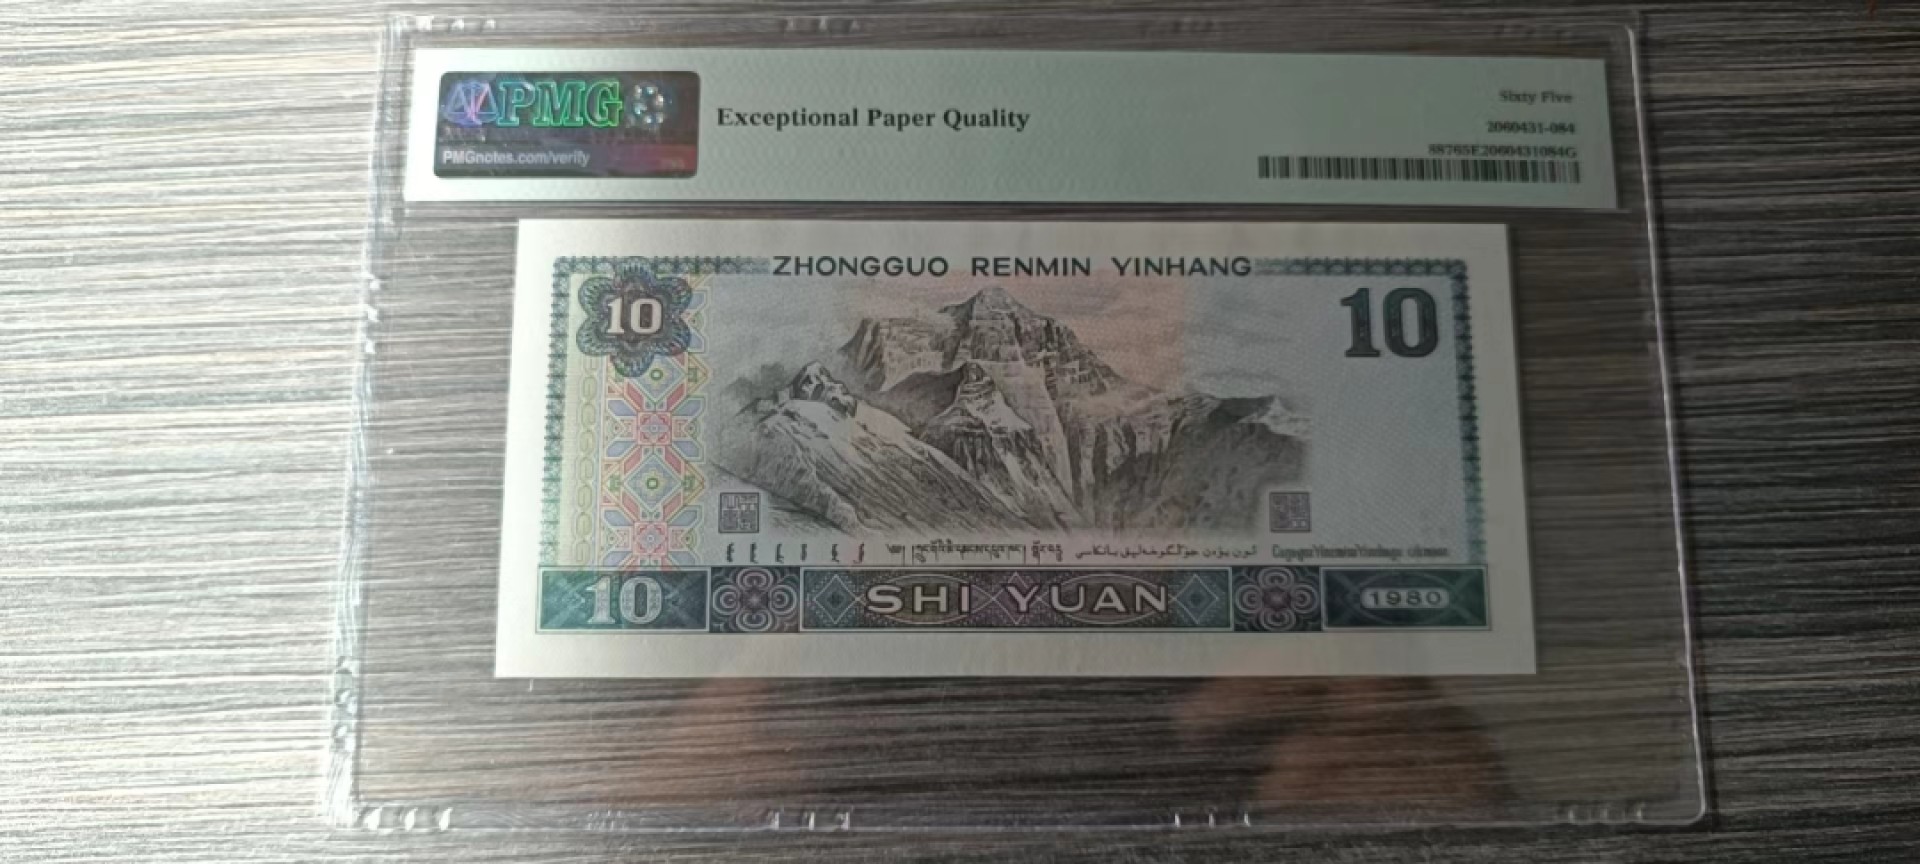 PMG
PMGnotes.com/verify
Exceptional Paper Quality
Sixty Five
2060431-084
88765E2060431084G
ZHONGGUO RENMIN YINHANG
10
10
10
SHI YUAN
1980